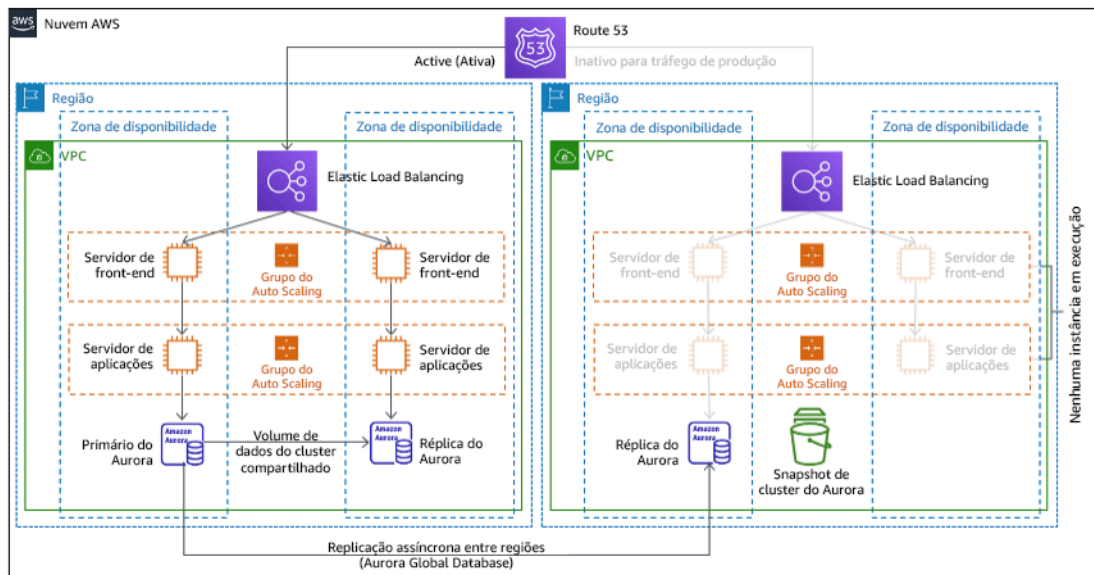 aws
Nuvem AWS
Route 53
53
Active (Ativa)
Inativo para tráfego de produção
Região
Zona de disponibilidade
Zona de disponibilidade
VPC
Elastic Load Balancing
Servidor de
front-end
Grupo do
Auto Scaling
Servidor de
front-end
Servidor de
aplicações
Grupo do
Auto Scaling
Servidor de
aplicações
Primário do
Aurora
Amazon
Aurora
Volume de
dados do cluster
compartilhado
Amazon
Aurora
Réplica do
Aurora
Região
Zona de disponibilidade
Zona de disponibilidade
VPC
Elastic Load Balancing
Servidor de
front-end
Grupo do
Auto Scaling
Servidor de
front-end
Servidor de
aplicações
Grupo do
Auto Scaling
Servidor de
aplicações
Nenhuma instância em execução
Réplica do
Aurora
Amazon
Aurora
Snapshot de
cluster do Aurora
Replicação assíncrona entre regiões
(Aurora Global Database)